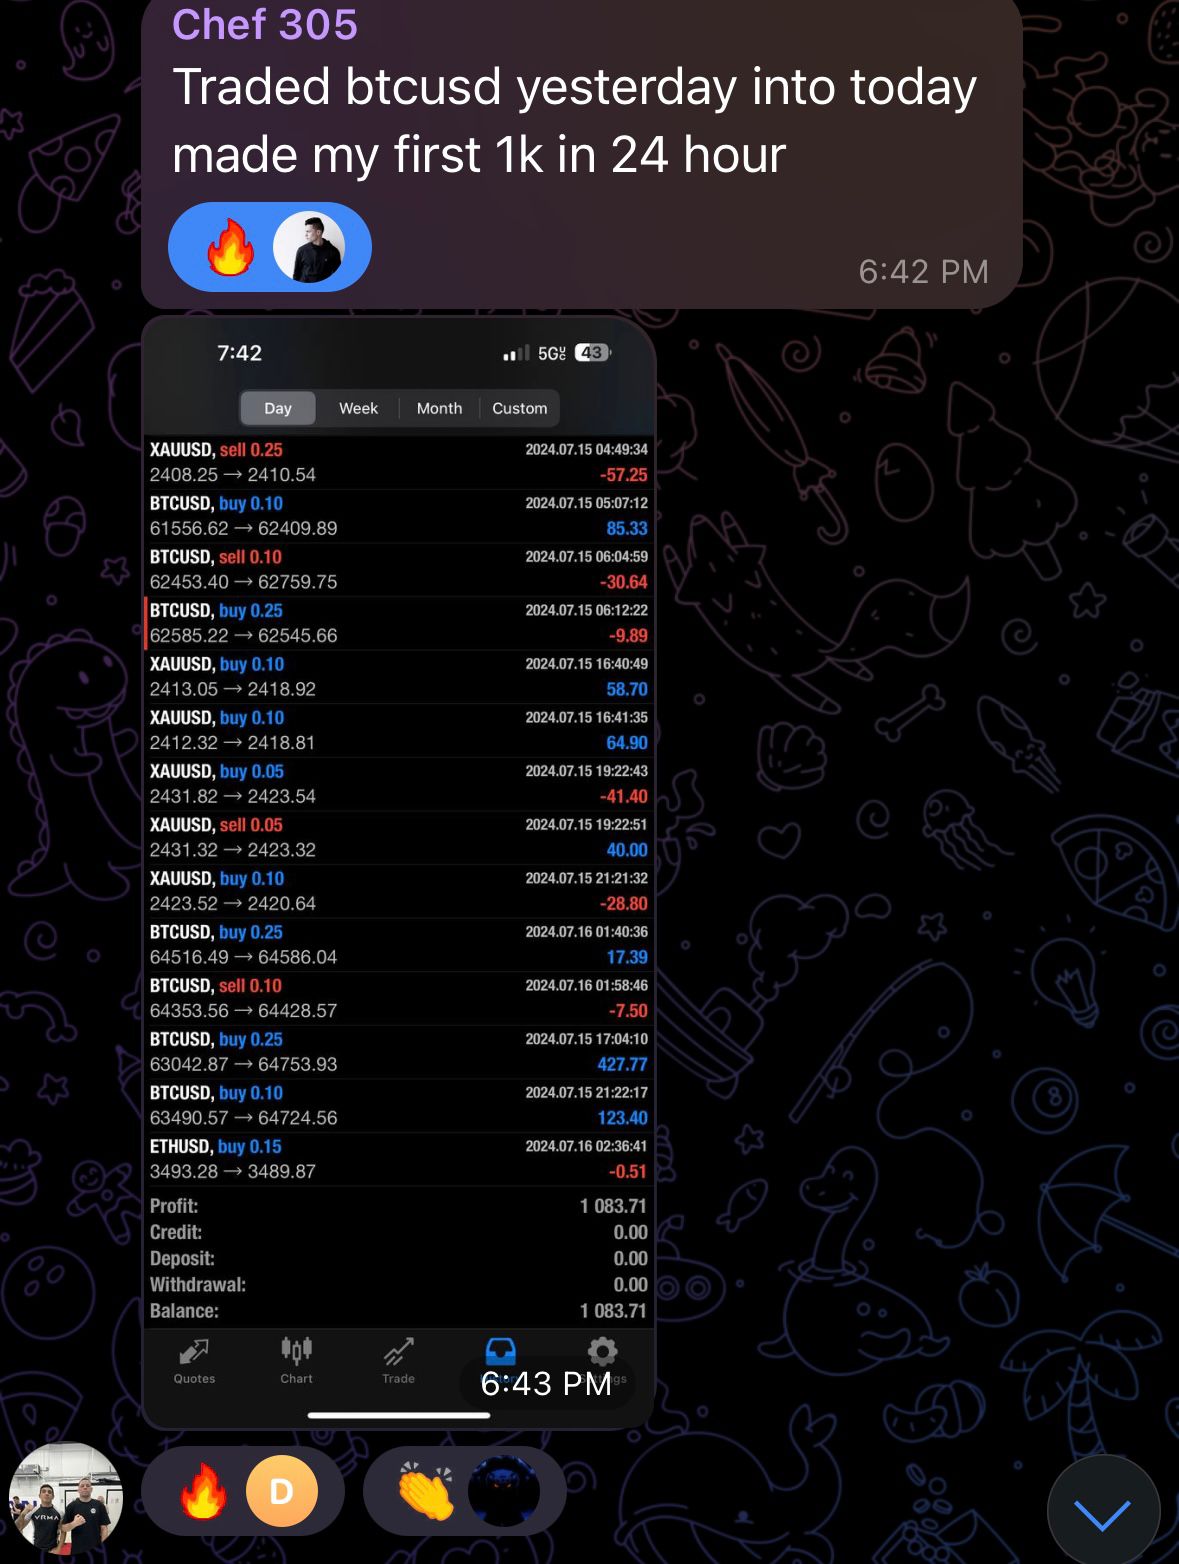 Chef 305
Traded btcusd yesterday into today
made my first 1k in 24 hour
6:42 PM
7:42 5G 43
Day Week Month Custom
XAUUSD, sell 0.25 2024.07.15 04:49:34
2408.25 → 2410.54 -57.25
BTCUSD, buy 0.10 2024.07.15 05:07:12
61556.62 → 62409.89 85.33
BTCUSD, sell 0.10 2024.07.15 06:04:59
62453.40 → 62759.75 -30.64
BTCUSD, buy 0.25 2024.07.15 06:12:22
62585.22 → 62545.66 -9.89
XAUUSD, buy 0.10 2024.07.15 16:40:49
2413.05 → 2418.92 58.70
XAUUSD, buy 0.10 2024.07.15 16:41:35
2412.32 → 2418.81 64.90
XAUUSD, buy 0.05 2024.07.15 19:22:43
2431.82 → 2423.54 -41.40
XAUUSD, sell 0.05 2024.07.15 19:22:51
2431.32 → 2423.32 40.00
XAUUSD, buy 0.10 2024.07.15 21:21:32
2423.52 → 2420.64 -28.80
BTCUSD, buy 0.25 2024.07.16 01:40:36
64516.49 → 64586.04 17.39
BTCUSD, sell 0.10 2024.07.16 01:58:46
64353.56 → 64428.57 -7.50
BTCUSD, buy 0.25 2024.07.15 17:04:10
63042.87 → 64753.93 427.77
BTCUSD, buy 0.10 2024.07.15 21:22:17
63490.57 → 64724.56 123.40
ETHUSD, buy 0.15 2024.07.16 02:36:41
3493.28 → 3489.87 -0.51
Profit: 1 083.71
Credit: 0.00
Deposit: 0.00
Withdrawal: 0.00
Balance: 1 083.71
Quotes Chart Trade
6:43 PM
D